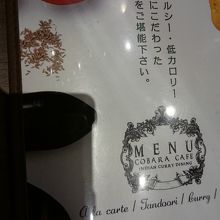 ルシー・低カロリー
にこだわった
をご堪能下さい。
MENU
COBARA CAFE
INDIAN CURRY DINING
A la carte / Tandoori / Curry /